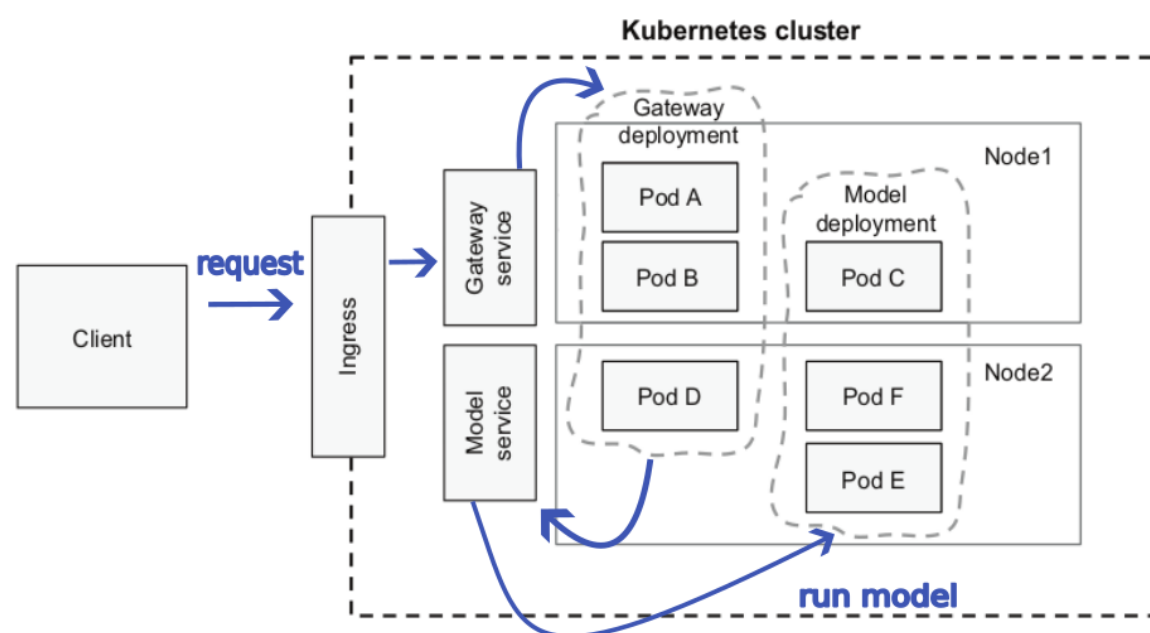 Kubernetes cluster
Gateway
deployment
Node1
Pod A
Model
deployment
Gateway
service
Pod B
Pod C
request
Ingress
Client
Node2
Model
service
Pod D
Pod F
Pod E
run model